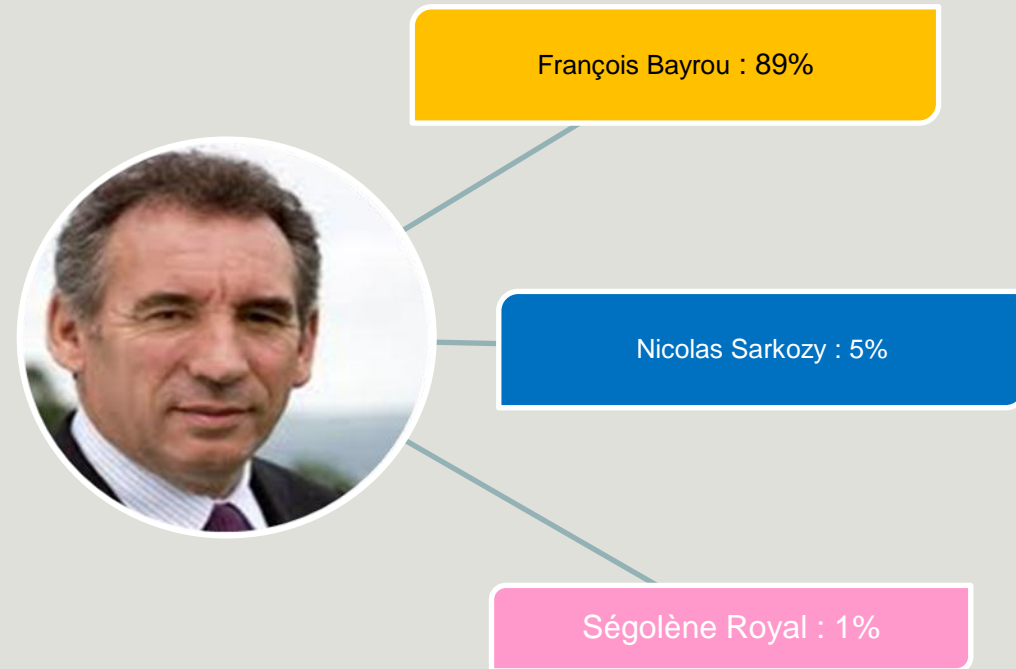 François Bayrou : 89%
Nicolas Sarkozy : 5%
Ségolène Royal : 1%